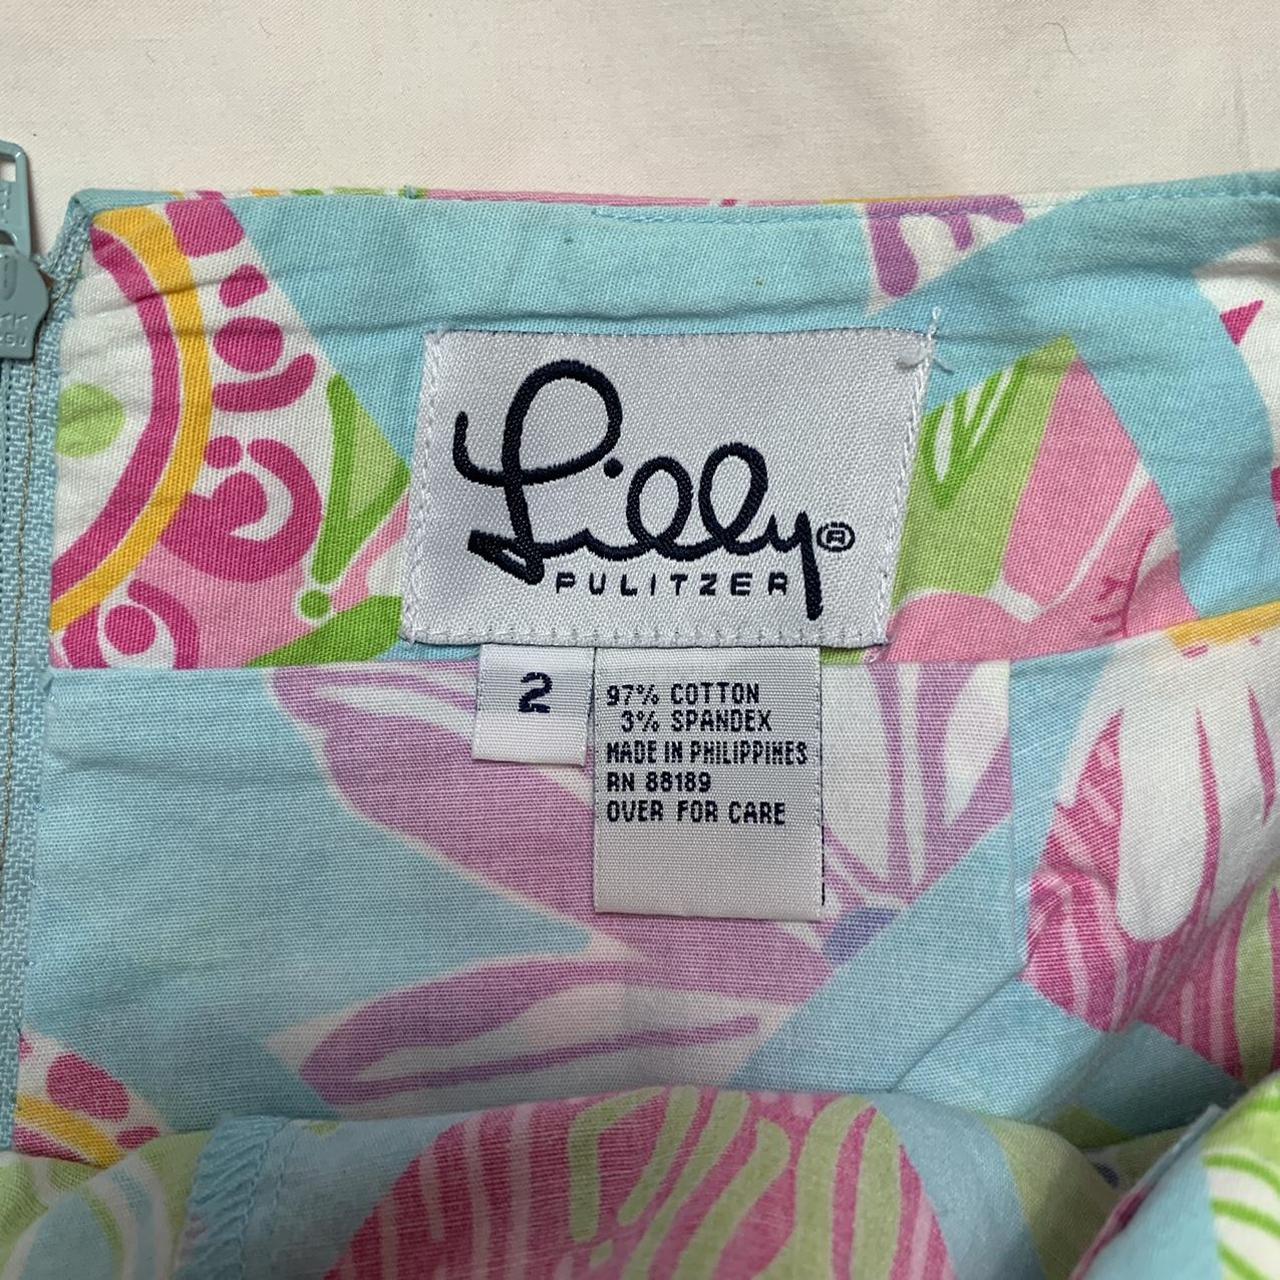 Lilly®
PULITZER
2
97% COTTON
3% SPANDEX
MADE IN PHILIPPINES
RN 88189
OVER FOR CARE